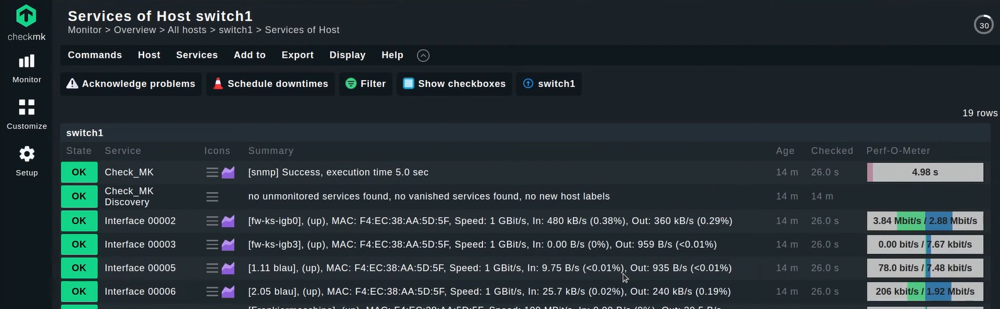 Services of Host switch1
Monitor > Overview > All hosts > switch1 > Services of Host
30
checkmk
Commands Host Services Add to Export Display Help
Monitor
Acknowledge problems Schedule downtimes Filter Show checkboxes switch1
19 rows
Customize
switch1
State Service Icons Summary Age Checked Perf-O-Meter
Setup
OK Check_MK [snmp] Success, execution time 5.0 sec 14 m 26.0 s 4.98 s
OK Check_MK Discovery no unmonitored services found, no vanished services found, no new host labels 14 m 14 m
OK Interface 00002 [fw-ks-igb0], (up), MAC: F4:EC:38:AA:5D:5F, Speed: 1 GBit/s, In: 480 kB/s (0.38%), Out: 360 kB/s (0.29%) 14 m 26.0 s 3.84 Mbit/s / 2.88 Mbit/s
OK Interface 00003 [fw-ks-igb3], (up), MAC: F4:EC:38:AA:5D:5F, Speed: 1 GBit/s, In: 0.00 B/s (0%), Out: 959 B/s (<0.01%) 14 m 26.0 s 0.00 bit/s / 7.67 kbit/s
OK Interface 00005 [1.11 blau], (up), MAC: F4:EC:38:AA:5D:5F, Speed: 1 GBit/s, In: 9.75 B/s (<0.01%), Out: 935 B/s (<0.01%) 14 m 26.0 s 78.0 bit/s / 7.48 kbit/s
OK Interface 00006 [2.05 blau], (up), MAC: F4:EC:38:AA:5D:5F, Speed: 1 GBit/s, In: 25.7 kB/s (0.02%), Out: 240 kB/s (0.19%) 14 m 26.0 s 206 kbit/s / 1.92 Mbit/s